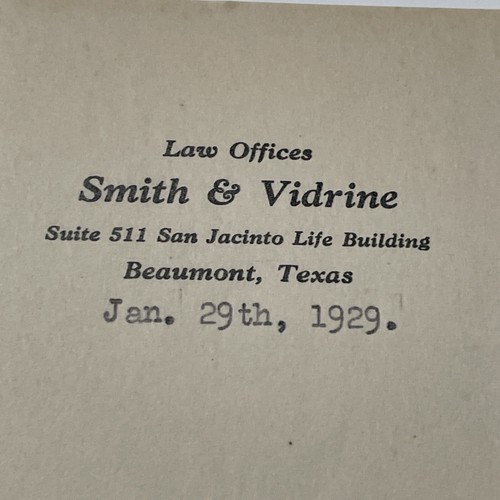 Law Offices
Smith & Vidrine
Suite 511 San Jacinto Life Building
Beaumont, Texas
Jan. 29th, 1929.